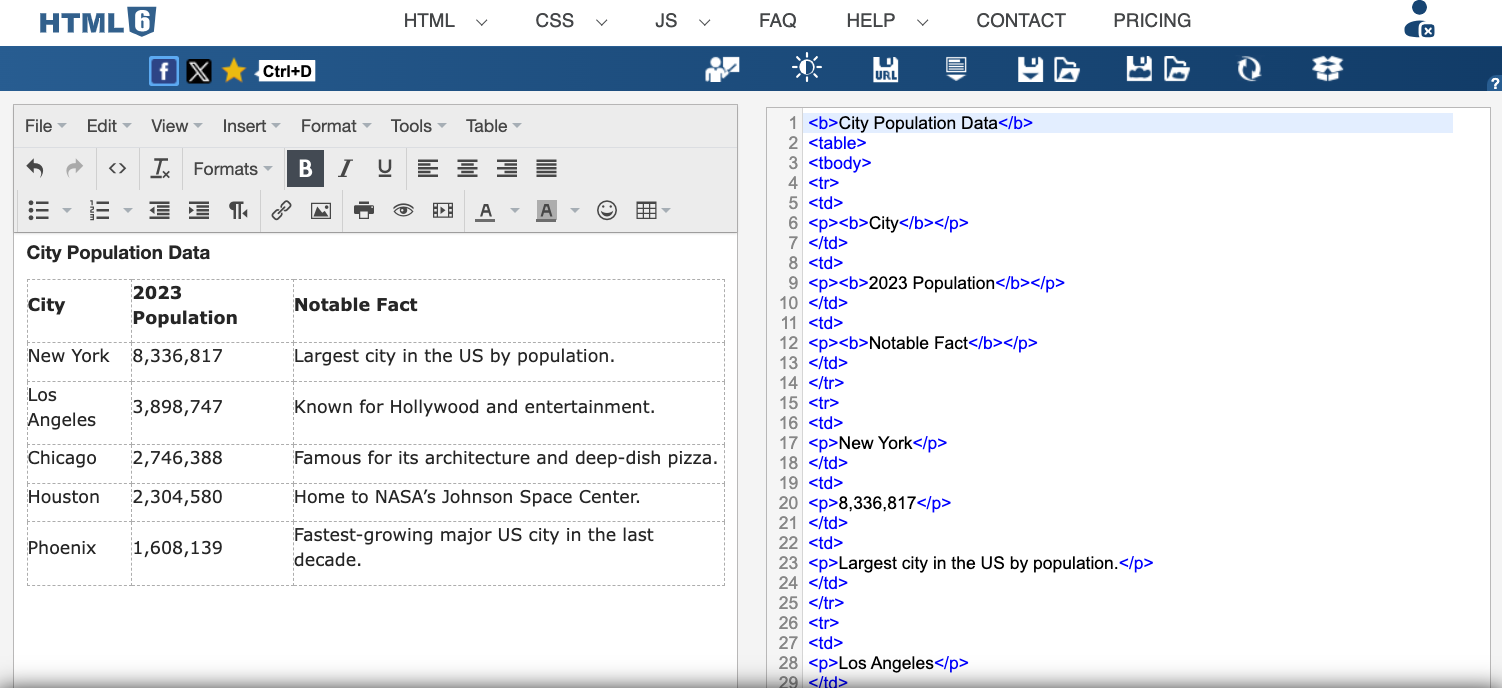 HTML 6
HTML CSS JS FAQ HELP CONTACT PRICING
f X Ctrl+D URL ?
File Edit View Insert Format Tools Table
Formats B I U
A A
City Population Data
City 2023 Population Notable Fact
New York 8,336,817 Largest city in the US by population.
Los Angeles 3,898,747 Known for Hollywood and entertainment.
Chicago 2,746,388 Famous for its architecture and deep-dish pizza.
Houston 2,304,580 Home to NASA’s Johnson Space Center.
Phoenix 1,608,139 Fastest-growing major US city in the last decade.
1 <b>City Population Data</b>
2 <table>
3 <tbody>
4 <tr>
5 <td>
6 <p><b>City</b></p>
7 </td>
8 <td>
9 <p><b>2023 Population</b></p>
10 </td>
11 <td>
12 <p><b>Notable Fact</b></p>
13 </td>
14 </tr>
15 <tr>
16 <td>
17 <p>New York</p>
18 </td>
19 <td>
20 <p>8,336,817</p>
21 </td>
22 <td>
23 <p>Largest city in the US by population.</p>
24 </td>
25 </tr>
26 <tr>
27 <td>
28 <p>Los Angeles</p>
29 </td>